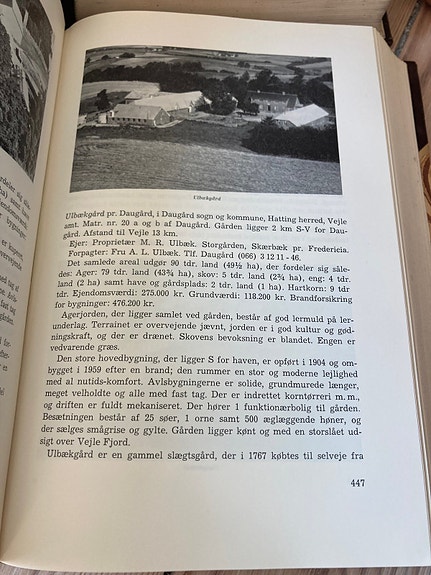 Ulbækgård
Ulbækgård pr. Daugård, i Daugård sogn og kommune, Hatting herred, Vejle
amt. Matr. nr. 20 a og b af Daugård. Gården ligger 2 km S-V for Dau-
gård. Afstand til Vejle 13 km.
Ejer: Proprietær M. R. Ulbæk. Storgården, Skærbæk pr. Fredericia.
Forpagter: Fru A. L. Ulbæk. Tlf. Daugård (066) 3 12 11 - 46.
Det samlede areal udgør 90 tdr. land (49½ ha), der fordeler sig såle-
des: Ager: 79 tdr. land (43¾ ha), skov: 5 tdr. land (2¾ ha), eng: 4 tdr.
land (2 ha) samt have og gårdsplads: 2 tdr. land (1 ha). Hartkorn: 9 tdr.
tdr. Ejendomsværdi: 275.000 kr. Grundværdi: 118.200 kr. Brandforsikring
for bygninger: 476.200 kr.
Agerjorden, der ligger samlet ved gården, består af god lermuld på ler-
underlag. Terrainet er overvejende jævnt, jorden er i god kultur og gød-
ningskraft, og der er drænet. Skovens bevoksning er blandet. Engen er
vedvarende græs.
Den store hovedbygning, der ligger S for haven, er opført i 1904 og om-
bygget i 1959 efter en brand; den rummer en stor og moderne lejlighed
med al nutids-komfort. Avlsbygningerne er solide, grundmurede længer,
meget velholdte og alle med fast tag. Der er indrettet korntørreri m. m.,
og driften er fuldt mekaniseret. Der hører 1 funktionærbolig til gården.
Besætningen består af 25 søer, 1 orne samt 500 æglæggende høner, og
der sælges smågrise og gylte. Gården ligger kønt og med en storslået ud-
sigt over Vejle Fjord.
Ulbækgård er en gammel slægtsgård, der i 1767 købtes til selveje fra
447